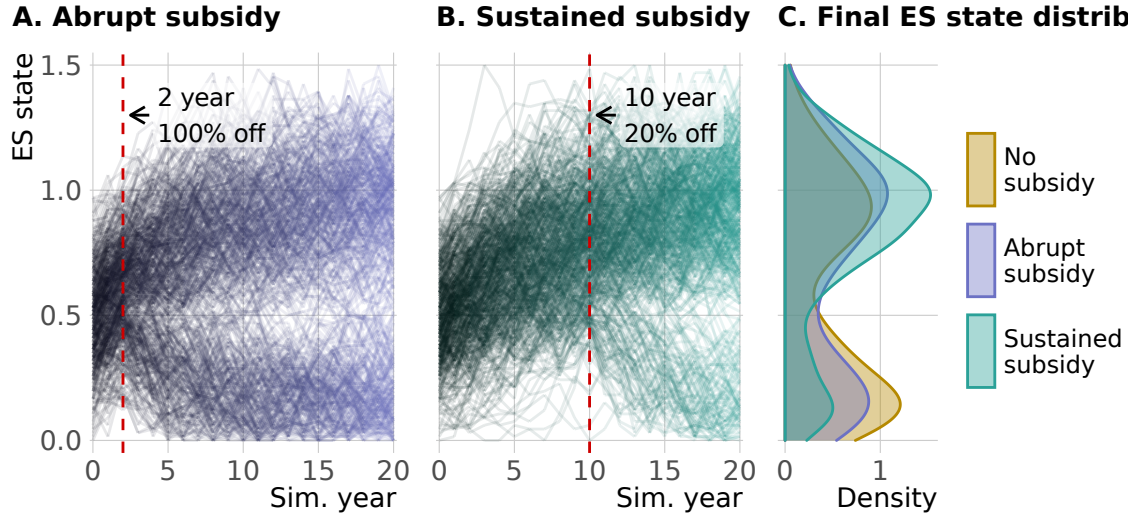 A. Abrupt subsidy
B. Sustained subsidy
C. Final ES state distrib
ES state
1.5
1.0
0.5
0.0
2 year
100% off
0
5
10
15
20
Sim. year
10 year
20% off
0
5
10
15
20
Sim. year
0
1
Density
No
subsidy
Abrupt
subsidy
Sustained
subsidy